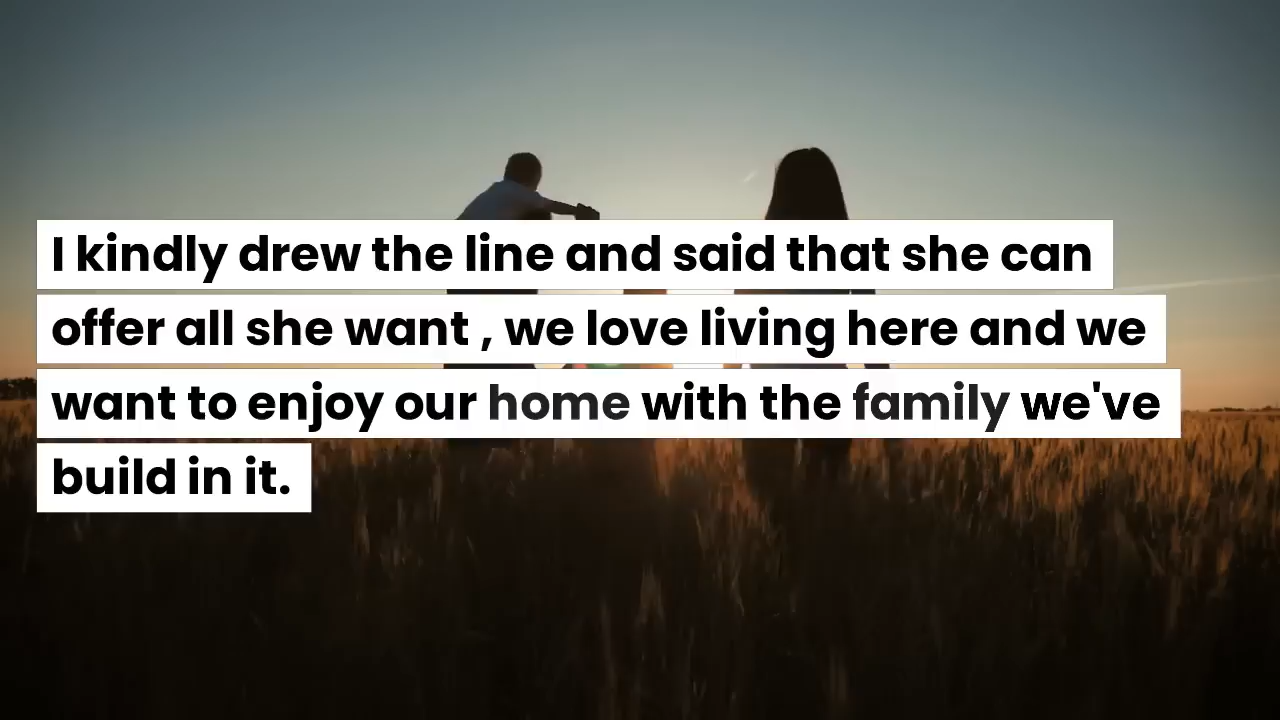 I kindly drew the line and said that she can
offer all she want , we love living here and we
want to enjoy our home with the family we've
build in it.